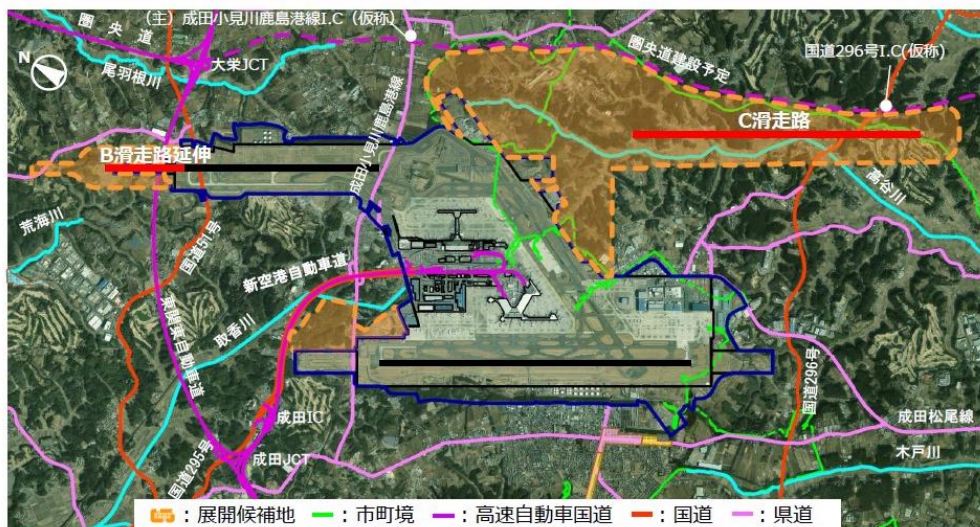 （主）成田小見川鹿島港線I.C（仮称）
圏央道
大栄JCT
尾羽根川
N
圏央道建設予定
国道296号I.C(仮称)
成田小見川鹿島港線
B滑走路延伸
C滑走路
高谷川
荒海川
国道51号
新空港自動車道
取香川
東関東自動車道
国道296号
成田IC
成田松尾線
国道295号
成田JCT
木戸川
：展開候補地 ：市町境 ：高速自動車国道 ：国道 ：県道